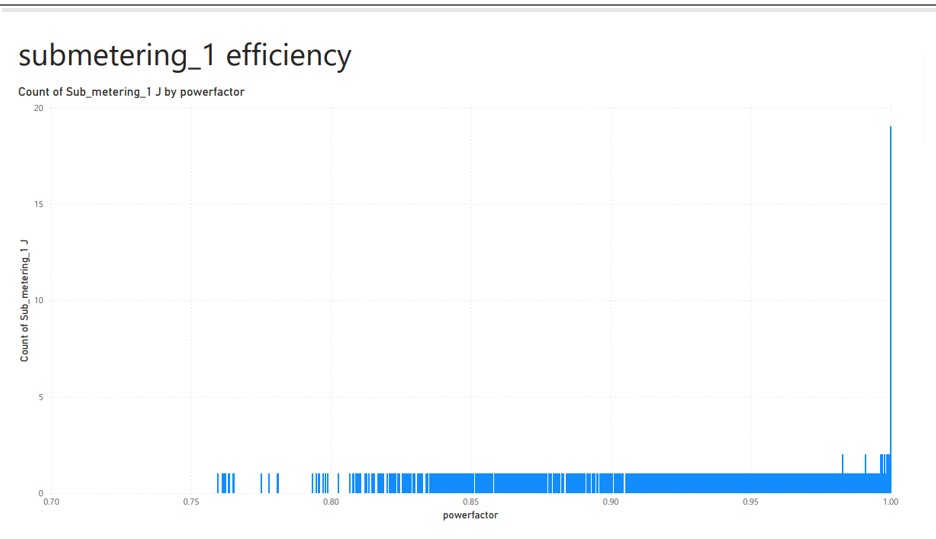 submetering_1 efficiency
Count of Sub_metering_1 J by powerfactor
20
15
10
5
0
Count of Sub_metering_1 J
0.70 0.75 0.80 0.85 0.90 0.95 1.00
powerfactor